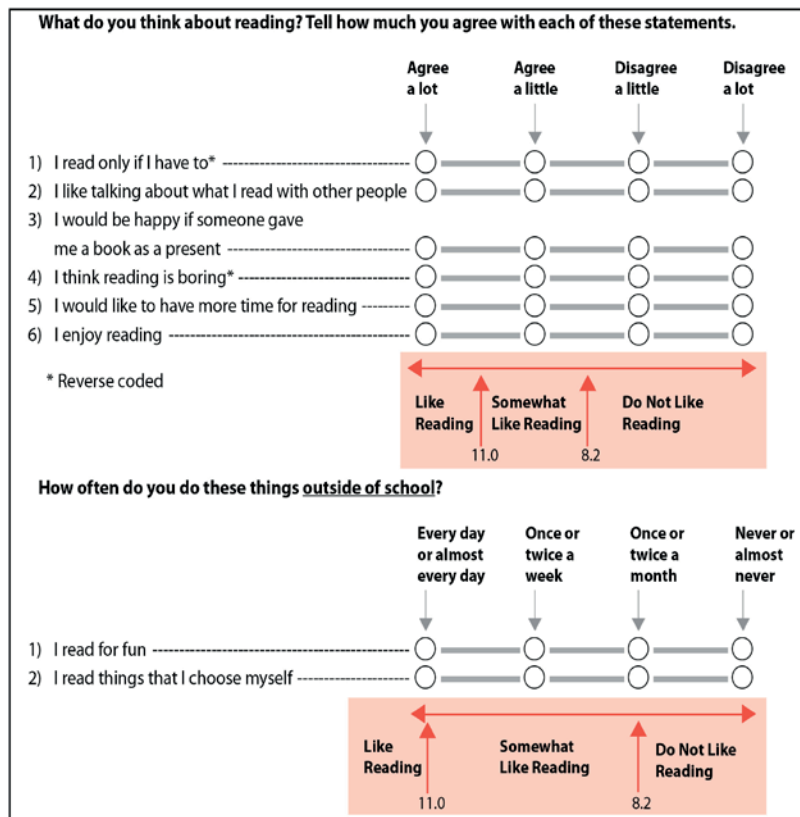 What do you think about reading? Tell how much you agree with each of these statements.
Agree a lot
Agree a little
Disagree a little
Disagree a lot
1) I read only if I have to*
2) I like talking about what I read with other people
3) I would be happy if someone gave
me a book as a present
4) I think reading is boring*
5) I would like to have more time for reading
6) I enjoy reading
* Reverse coded
Like Reading
Somewhat Like Reading
Do Not Like Reading
11.0
8.2
How often do you do these things outside of school?
Every day or almost every day
Once or twice a week
Once or twice a month
Never or almost never
1) I read for fun
2) I read things that I choose myself
Like Reading
Somewhat Like Reading
Do Not Like Reading
11.0
8.2